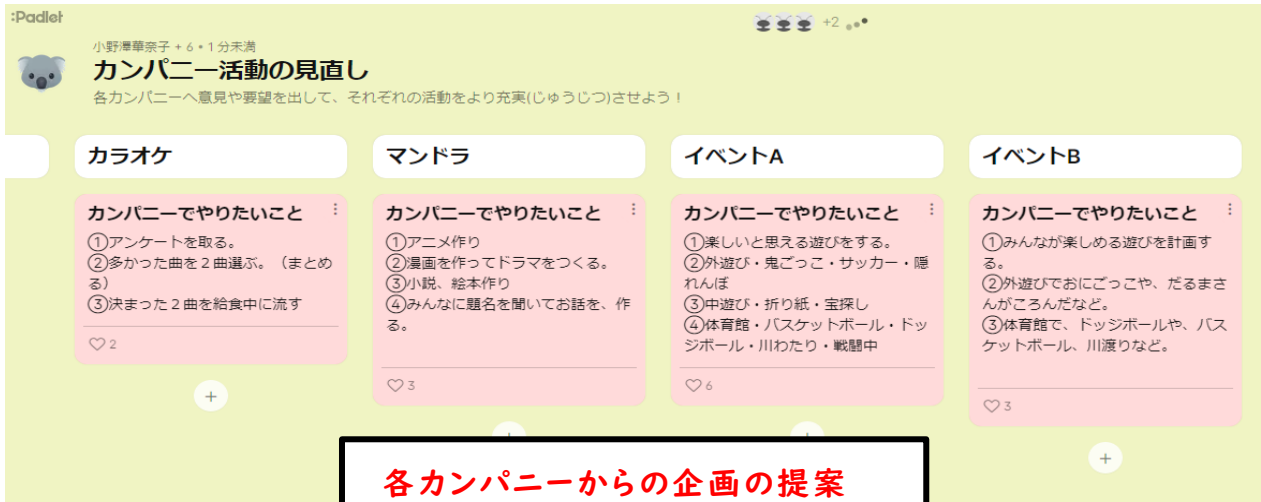 :Padlet
+2
小野澤華奈子 + 6 • 1 分未満
カンパニー活動の見直し
各カンパニーへ意見や要望を出して、それぞれの活動をより充実(じゅうじつ)させよう！
カラオケ
カンパニーでやりたいこと
①アンケートを取る。
②多かった曲を２曲選ぶ。（まとめ
る）
③決まった２曲を給食中に流す
2
マンドラ
カンパニーでやりたいこと
①アニメ作り
②漫画を作ってドラマをつくる。
③小説、絵本作り
④みんなに題名を聞いてお話を、作
る。
3
イベントA
カンパニーでやりたいこと
①楽しいと思える遊びをする。
②外遊び・鬼ごっこ・サッカー・隠
れんぼ
③中遊び・折り紙・宝探し
④体育館・バスケットボール・ドッ
ジボール・川わたり・戦闘中
6
イベントB
カンパニーでやりたいこと
①みんなが楽しめる遊びを計画す
る。
②外遊びでおにごっこや、だるまさ
んがころんだなど。
③体育館で、ドッジボールや、バス
ケットボール、川渡りなど。
3
各カンパニーからの企画の提案